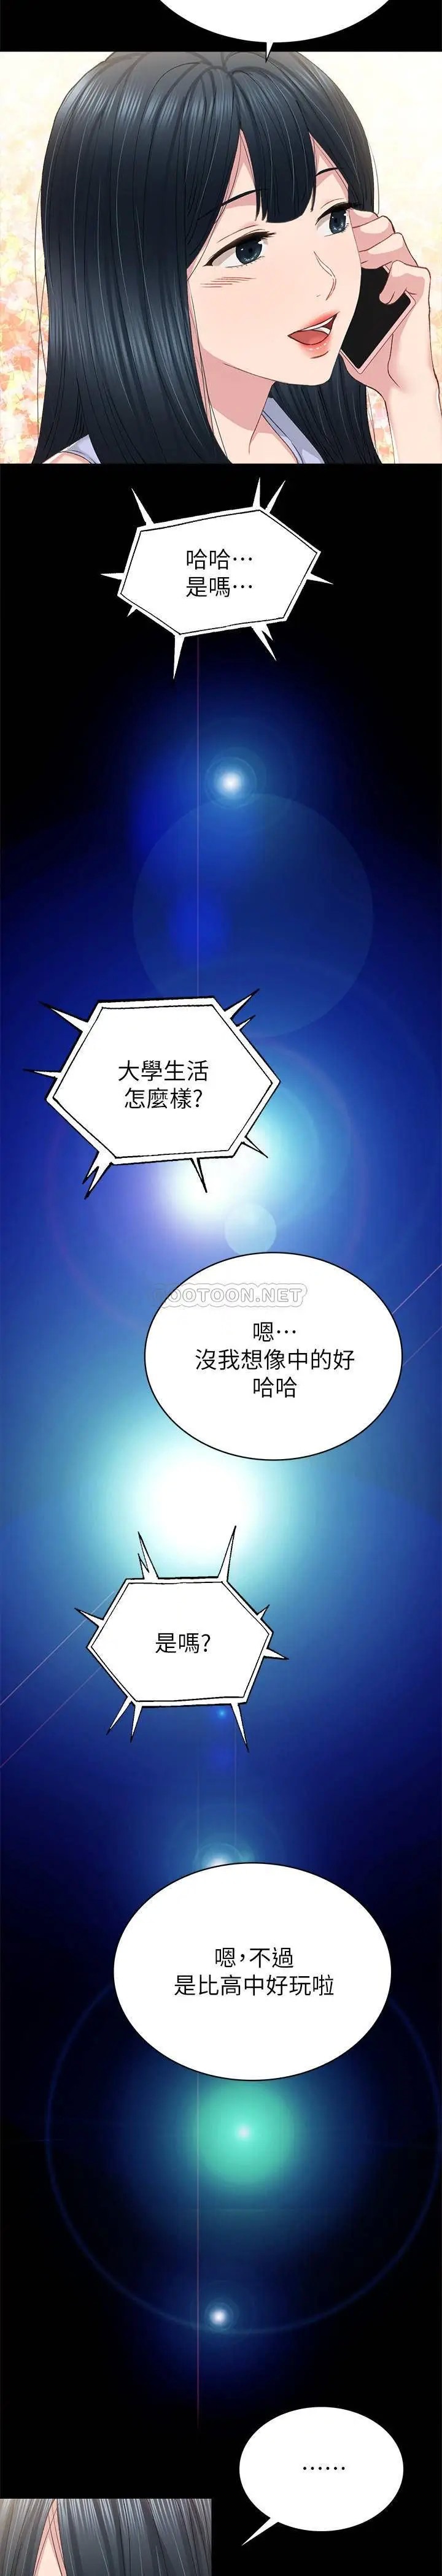 哈哈⋯
是嗎⋯
大學生活
怎麼樣?
TOOTOON.NET
嗯⋯
沒我想像中的好
哈哈
是嗎?
嗯,不過
是比高中好玩啦
⋯⋯